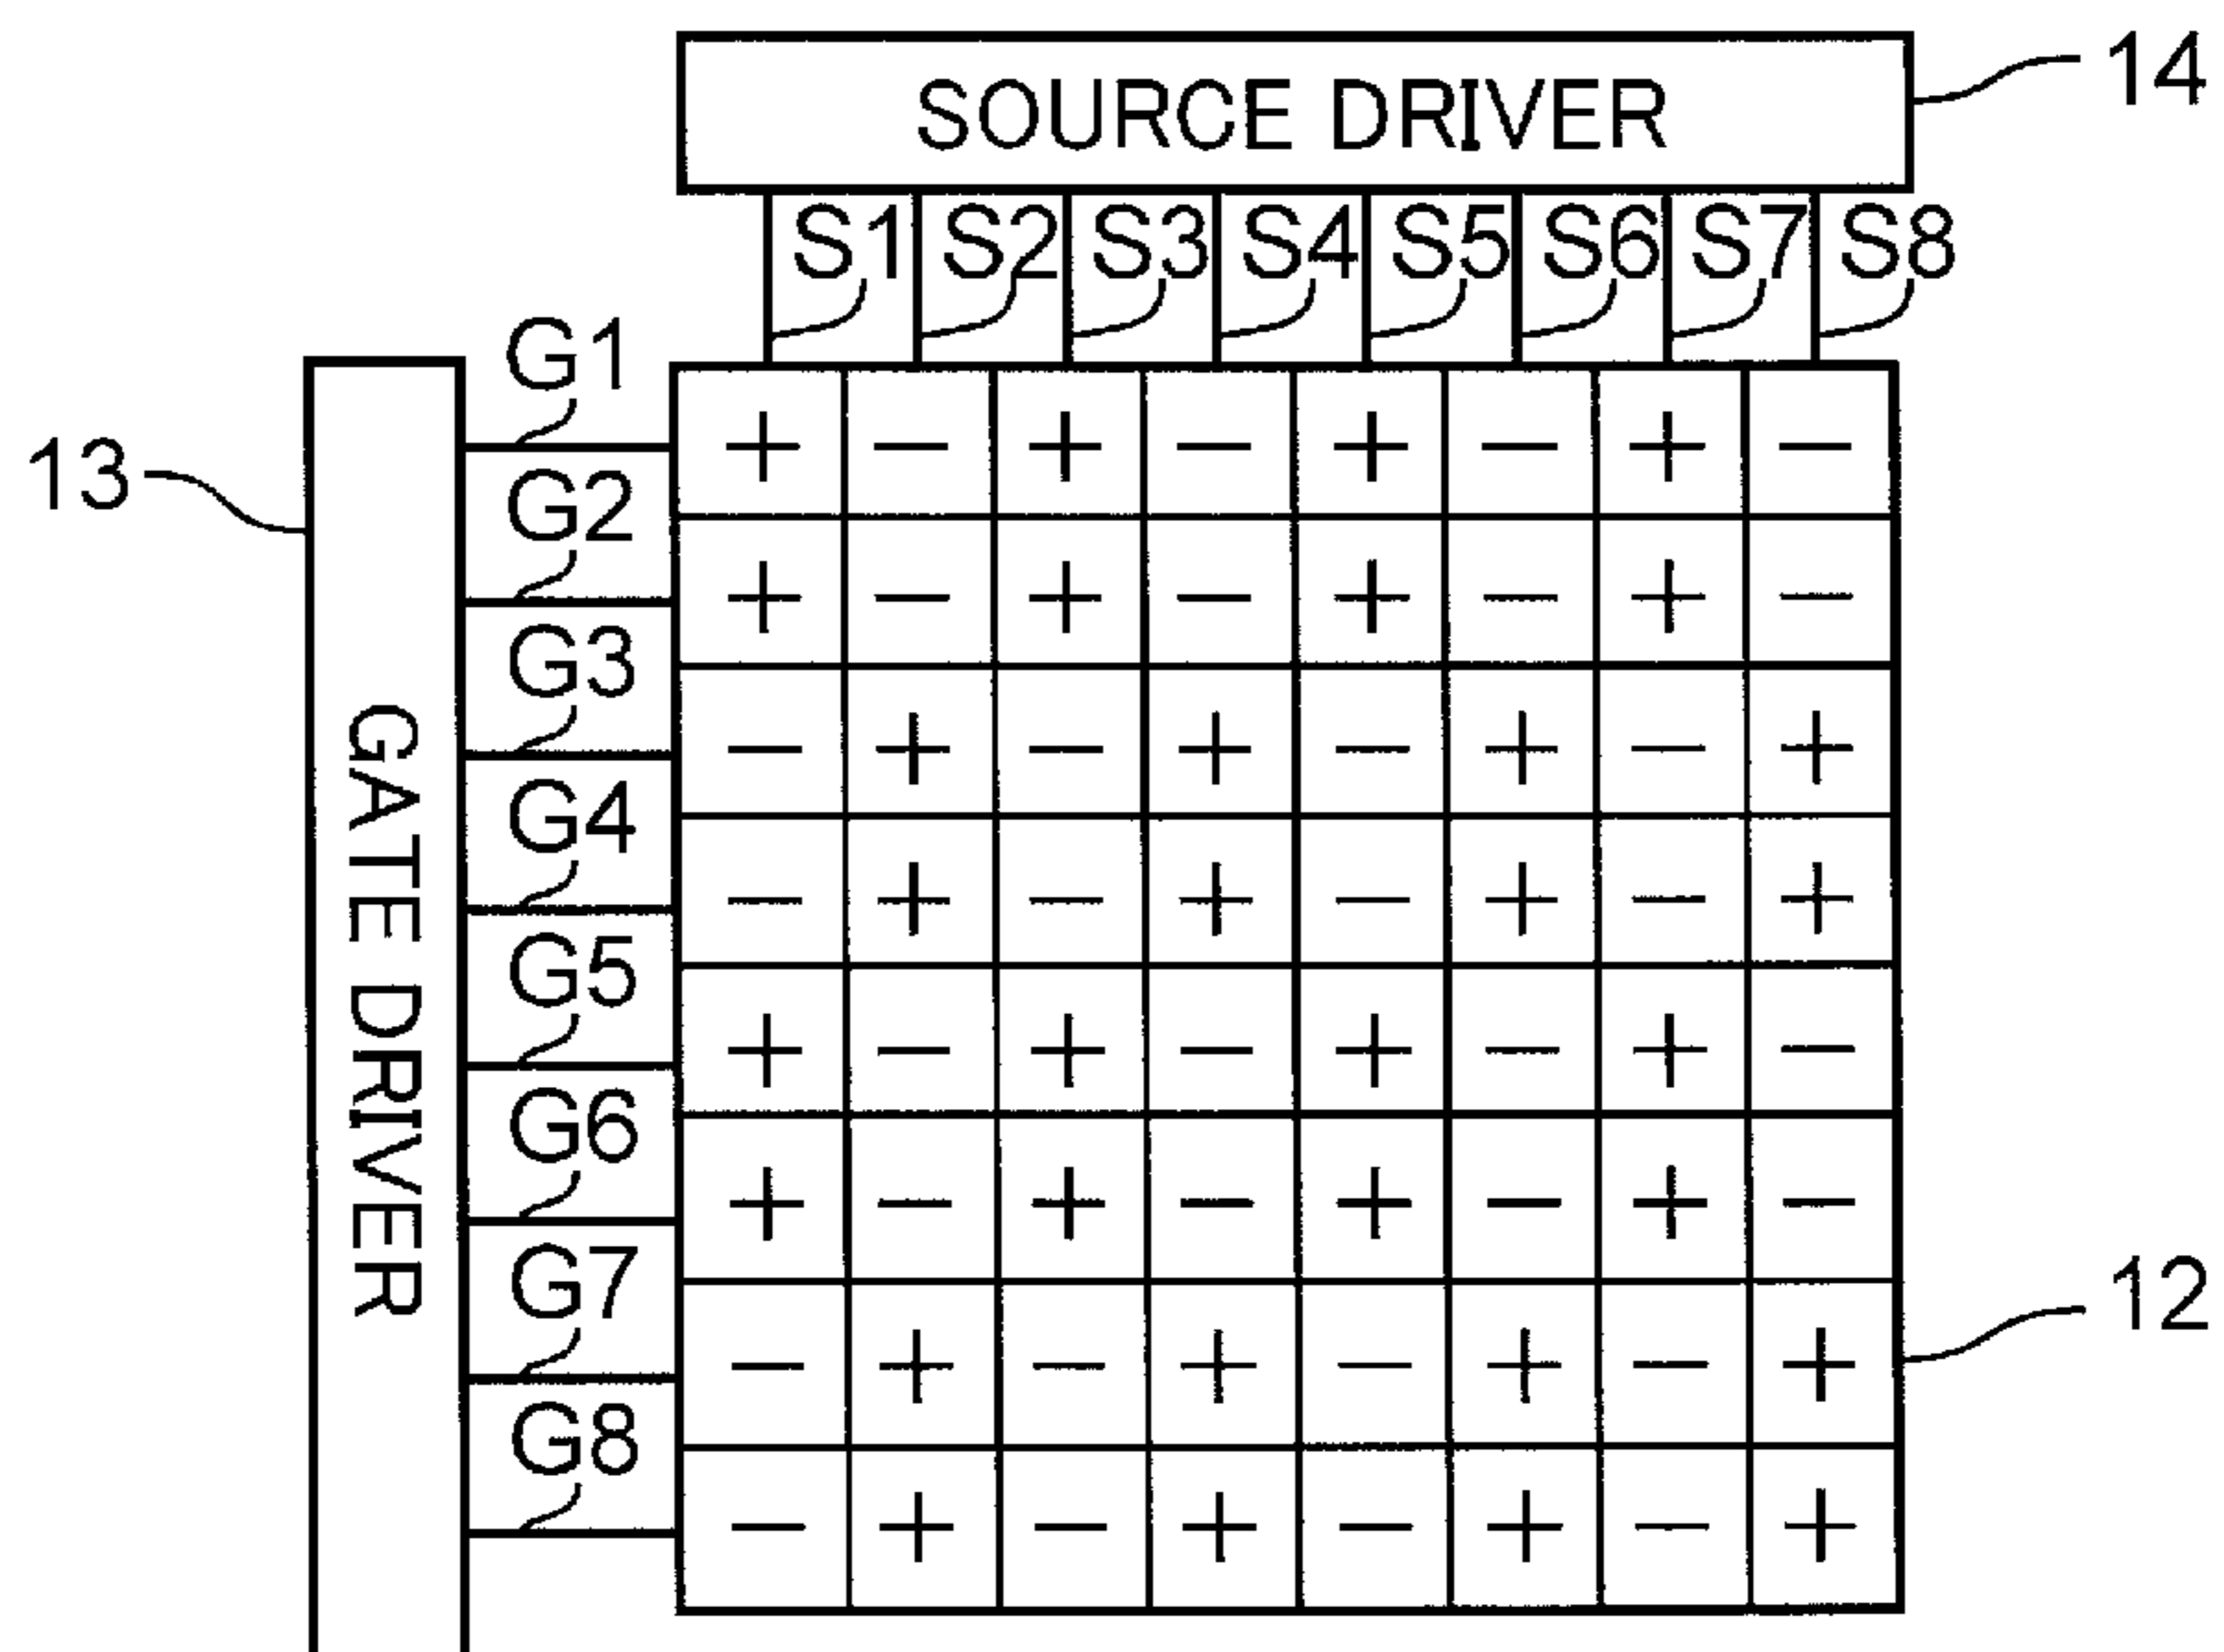 SOURCE DRIVER
14
S1 S2 S3 S4 S5 S6 S7 S8
G1
13
G2
G3
G4
G5
G6
G7
G8
GATE DRIVER
12
+ − + − + − + −
+ − + − + − + −
− + − + − + − +
− + − + − + − +
+ − + − + − + −
+ − + − + − + −
− + − + − + − +
− + − + − + − +